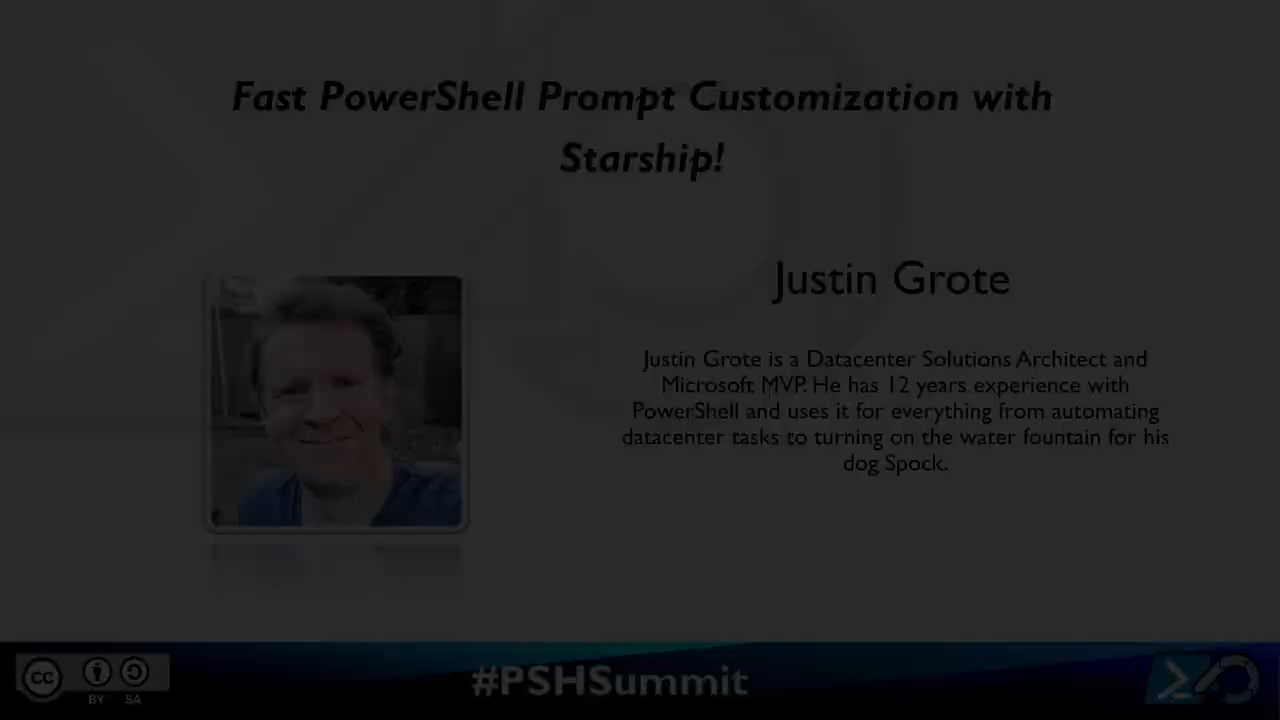 Fast PowerShell Prompt Customization with
Starship!
Justin Grote
Justin Grote is a Datacenter Solutions Architect and
Microsoft MVP. He has 12 years experience with
PowerShell and uses it for everything from automating
datacenter tasks to turning on the water fountain for his
dog Spock.
cc
BY SA
#PSHSummit